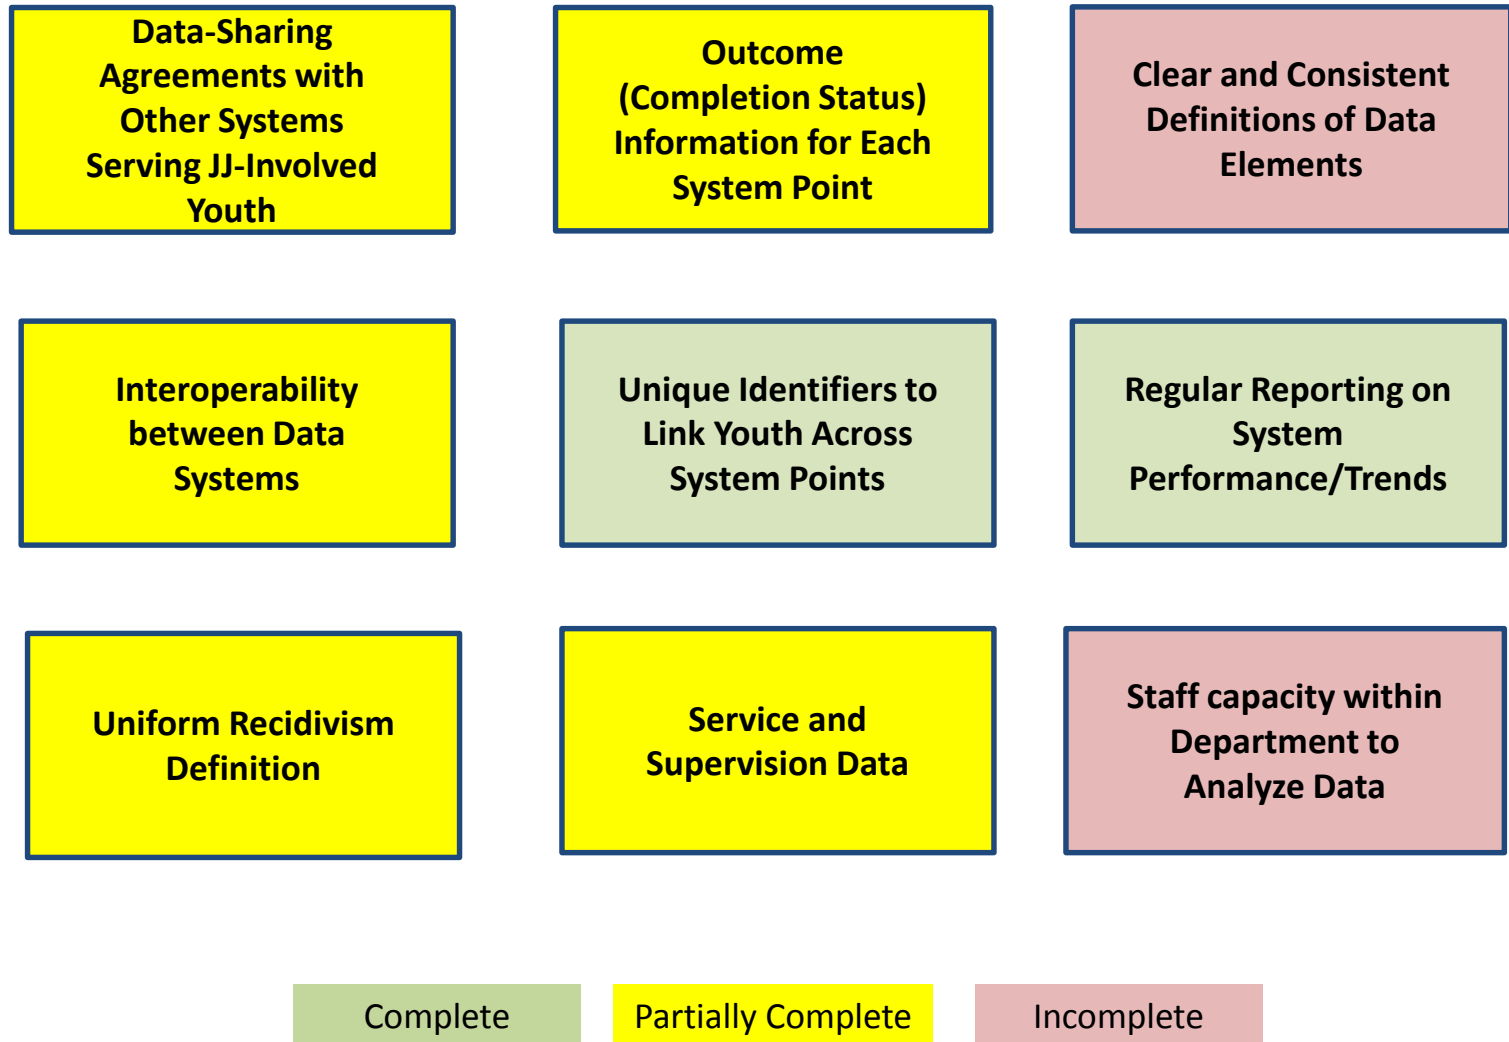 Data-Sharing
Agreements with
Other Systems
Serving JJ-Involved
Youth
Outcome
(Completion Status)
Information for Each
System Point
Clear and Consistent
Definitions of Data
Elements
Interoperability
between Data
Systems
Unique Identifiers to
Link Youth Across
System Points
Regular Reporting on
System
Performance/Trends
Uniform Recidivism
Definition
Service and
Supervision Data
Staff capacity within
Department to
Analyze Data
Complete
Partially Complete
Incomplete